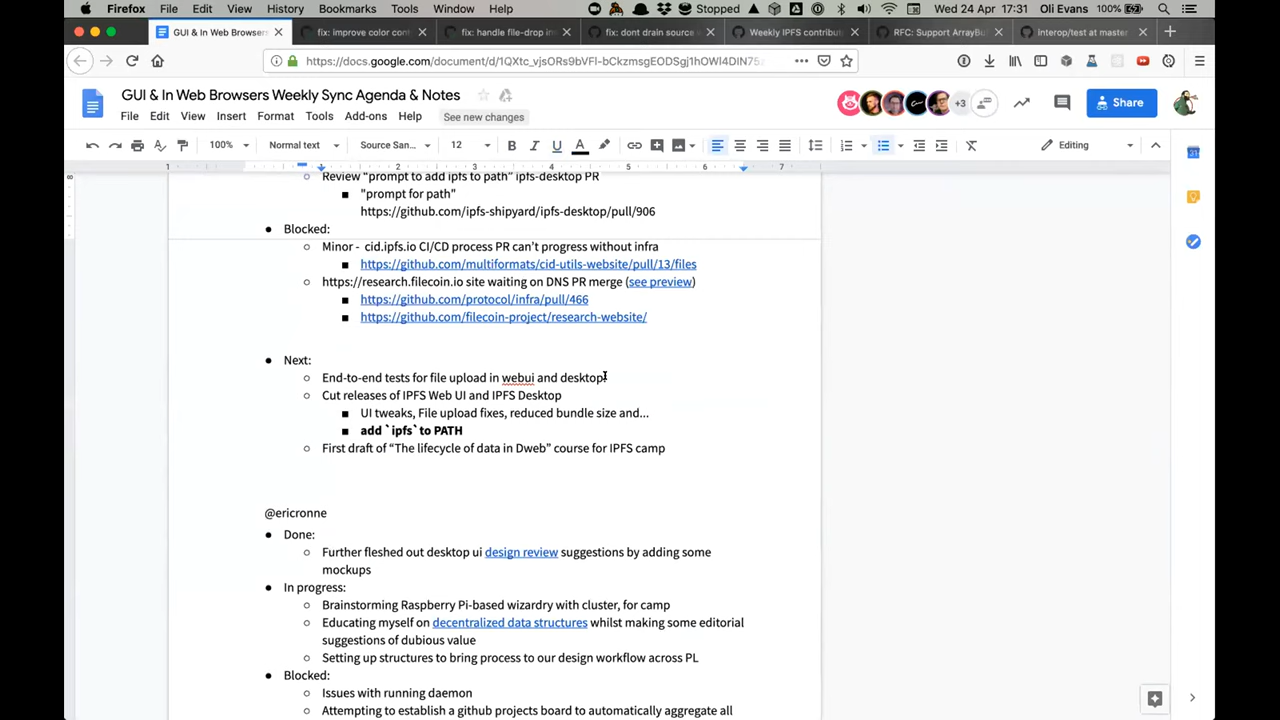 Firefox File Edit View History Bookmarks Tools Window Help Stopped Wed 24 Apr 17:31 Oli Evans 100%
GUI & In Web Browsers fix: improve color cont fix: handle file-drop in fix: dont drain source Weekly IPFS contribut RFC: Support ArrayBu interop/test at master
GUI & In Web Browsers Weekly Sync Agenda & Notes
File Edit View Insert Format Tools Add-ons Help See new changes
+3
Share
100% Normal text Source San... 12 B I U A Editing
1 1 2 3 4 5 6 7
Review “prompt to add ipfs to path” ipfs-desktop PR
"prompt for path"
https://github.com/ipfs-shipyard/ipfs-desktop/pull/906
Blocked:
Minor - cid.ipfs.io CI/CD process PR can't progress without infra
https://github.com/multiformats/cid-utils-website/pull/13/files
https://research.filecoin.io site waiting on DNS PR merge (see preview)
https://github.com/protocol/infra/pull/466
https://github.com/filecoin-project/research-website/
Next:
End-to-end tests for file upload in webui and desktop
Cut releases of IPFS Web UI and IPFS Desktop
UI tweaks, File upload fixes, reduced bundle size and...
add `ipfs` to PATH
First draft of “The lifecycle of data in Dweb” course for IPFS camp
@ericronne
Done:
Further fleshed out desktop ui design review suggestions by adding some
mockups
In progress:
Brainstorming Raspberry Pi-based wizardry with cluster, for camp
Educating myself on decentralized data structures whilst making some editorial
suggestions of dubious value
Setting up structures to bring process to our design workflow across PL
Blocked:
Issues with running daemon
Attempting to establish a github projects board to automatically aggregate all